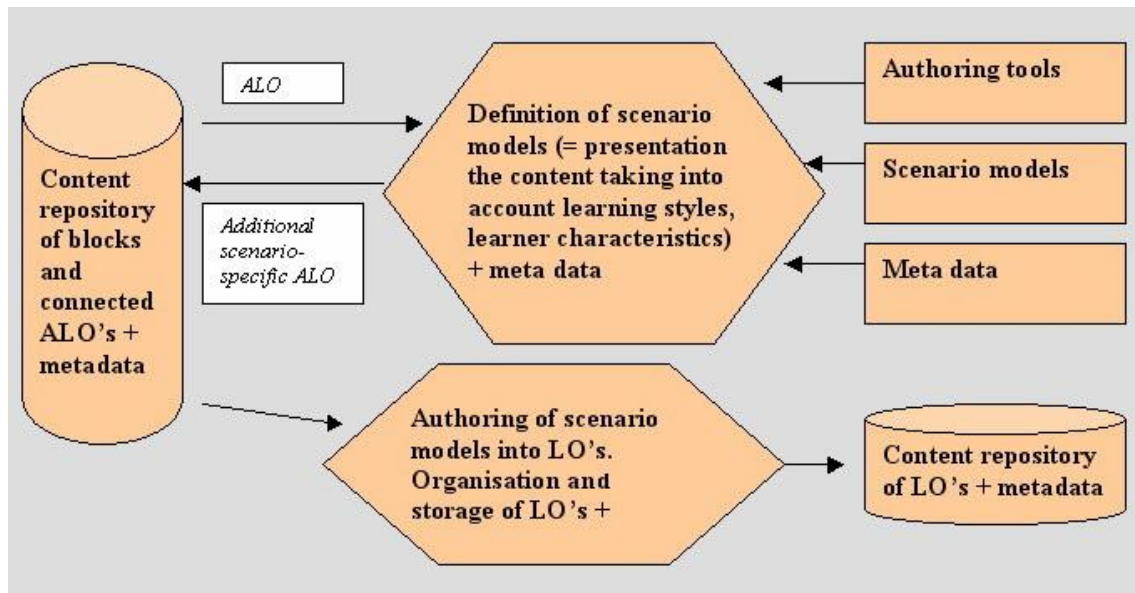 ALO
Content
repository
of blocks
and
connected
ALO's +
metadata
Additional
scenario-
specific ALO
Definition of scenario
models (= presentation
the content taking into
account learning styles,
learner characteristics)
+ meta data
Authoring tools
Scenario models
Meta data
Authoring of scenario
models into LO's.
Organisation and
storage of LO's +
Content repository
of LO's + metadata